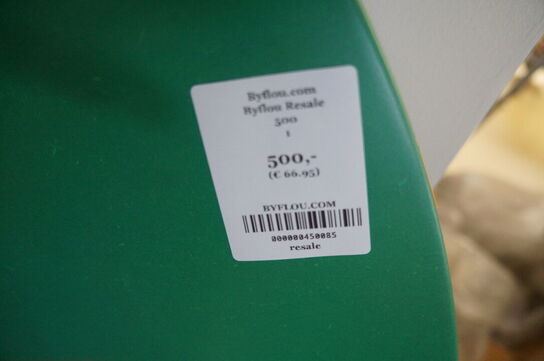 Byflou.com
Byflou Resale
500
1
500,-
(€ 66.95)
BYFLOU.COM
000000450085
resale